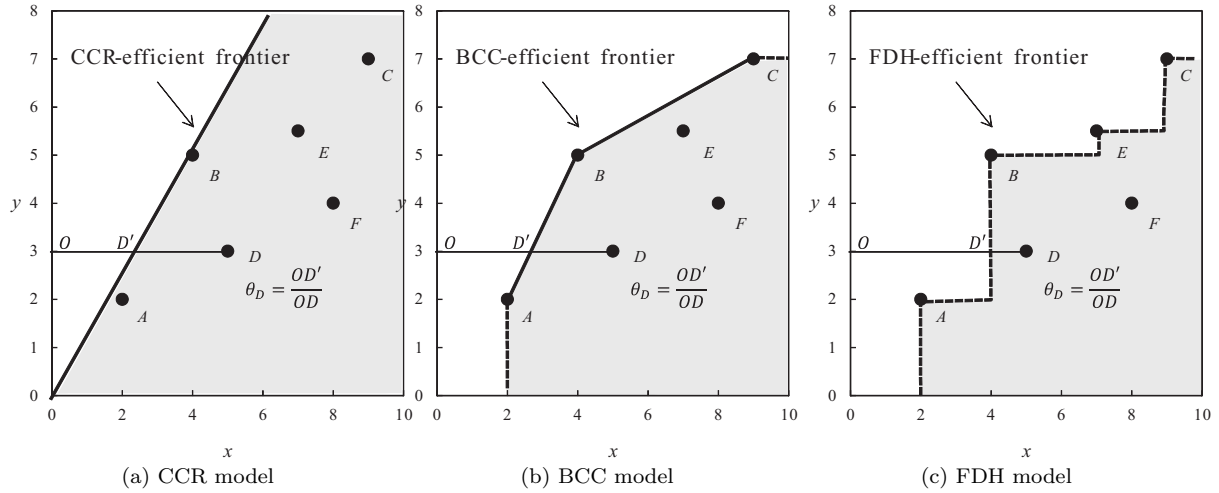 8
7
6
5
4
3
2
1
0
y
0 2 4 6 8 10
x
CCR-efficient frontier
C
E
B
F
O D′ D
θ_D = OD′/OD
A
(a) CCR model
8
7
6
5
4
3
2
1
0
y
0 2 4 6 8 10
x
BCC-efficient frontier
C
E
B
F
O D′ D
θ_D = OD′/OD
A
(b) BCC model
8
7
6
5
4
3
2
1
0
y
0 2 4 6 8 10
x
FDH-efficient frontier
C
E
B
F
O D′ D
θ_D = OD′/OD
A
(c) FDH model